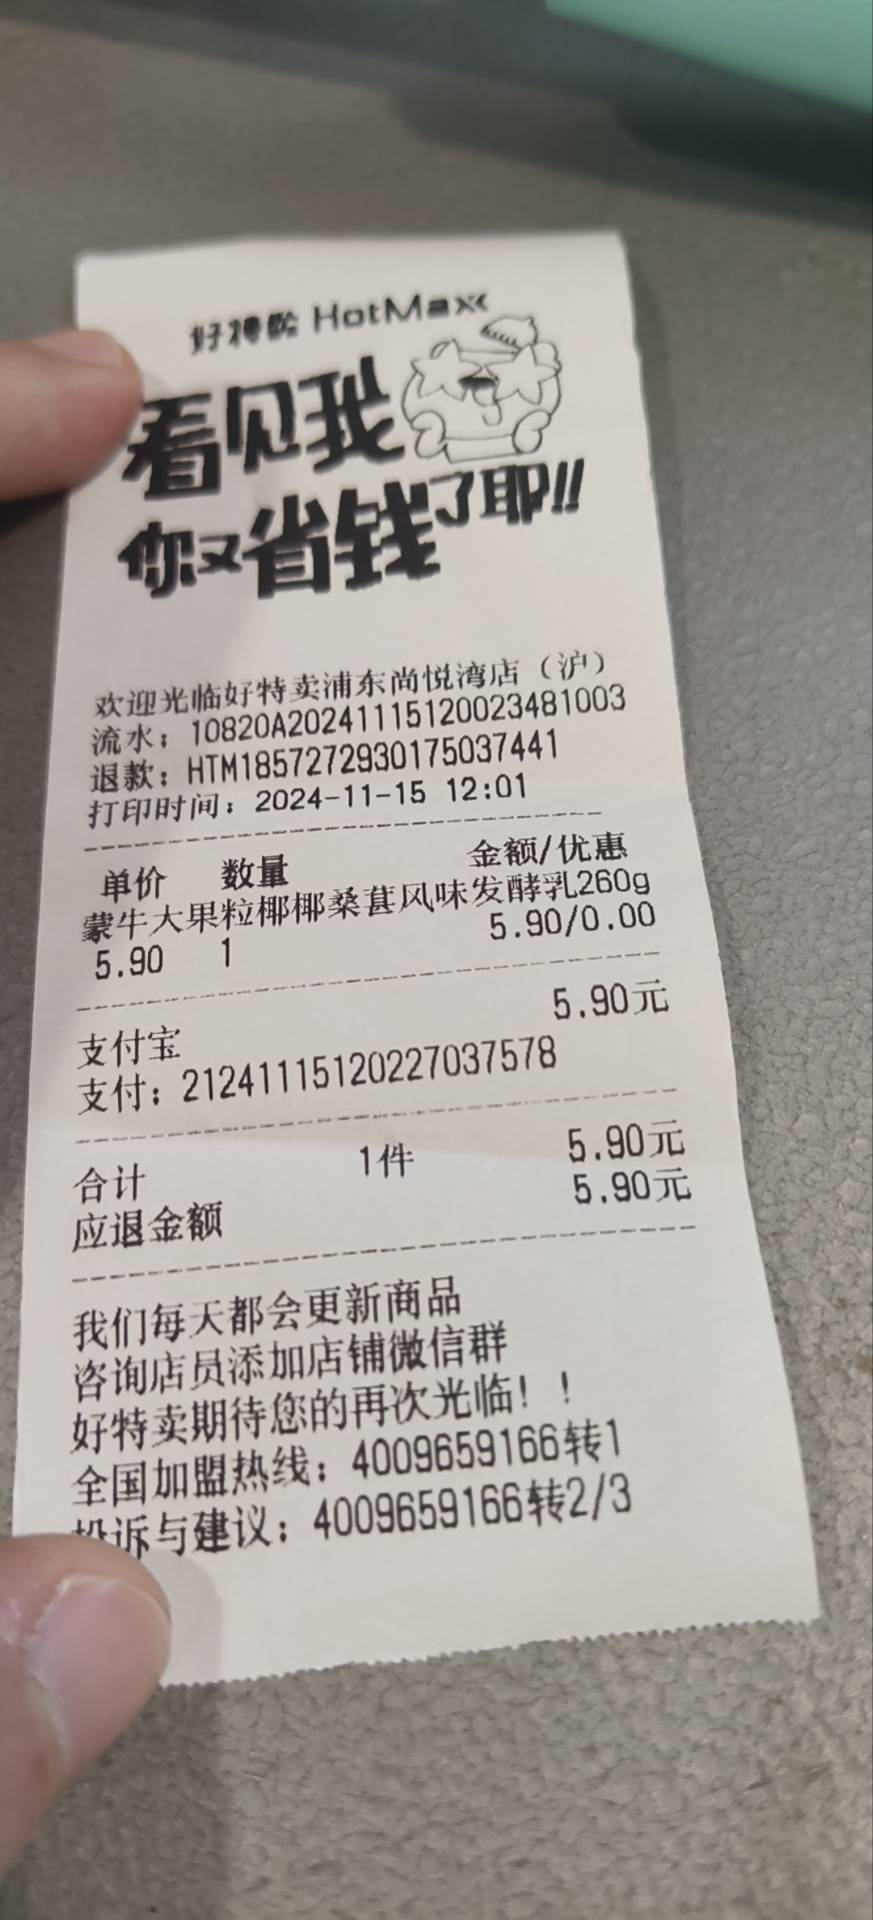 好特卖 HotMaxx
看见我
你又省钱了耶!!
欢迎光临好特卖浦东尚悦湾店（沪）
流水：10820A20241115120023481003
退款：HTM1857272930175037441
打印时间：2024-11-15 12:01
单价 数量 金额/优惠
蒙牛大果粒椰椰桑葚风味发酵乳260g
5.90 1 5.90/0.00
支付宝 5.90元
支付：21241115120227037578
合计 1件 5.90元
应退金额 5.90元
我们每天都会更新商品
咨询店员添加店铺微信群
好特卖期待您的再次光临！！
全国加盟热线：4009659166转1
投诉与建议：4009659166转2/3